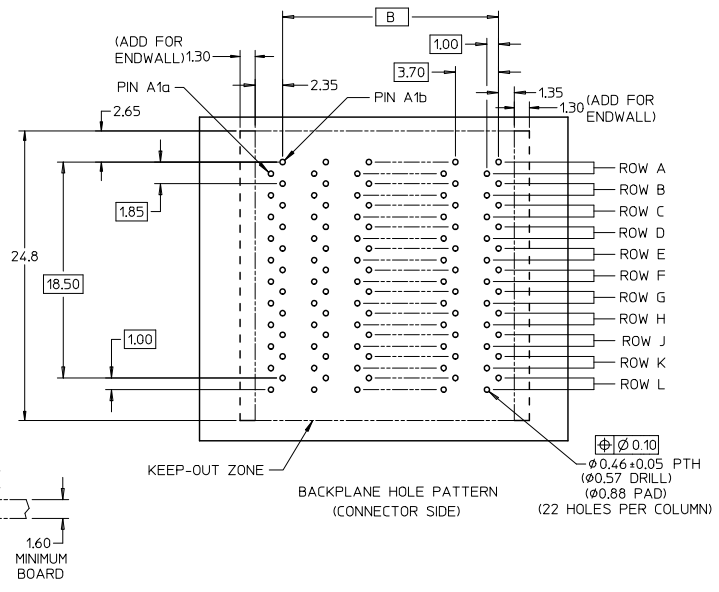 B
(ADD FOR
ENDWALL)
1.30
1.00
3.70
2.35
PIN A1a
PIN A1b
1.35
1.30
(ADD FOR
ENDWALL)
2.65
ROW A
ROW B
1.85
ROW C
ROW D
24.8
ROW E
ROW F
18.50
ROW G
ROW H
1.00
ROW J
ROW K
ROW L
⌖ Ø 0.10
KEEP-OUT ZONE
Ø0.46±0.05 PTH
(Ø0.57 DRILL)
(Ø0.88 PAD)
(22 HOLES PER COLUMN)
BACKPLANE HOLE PATTERN
(CONNECTOR SIDE)
1.60
MINIMUM
BOARD